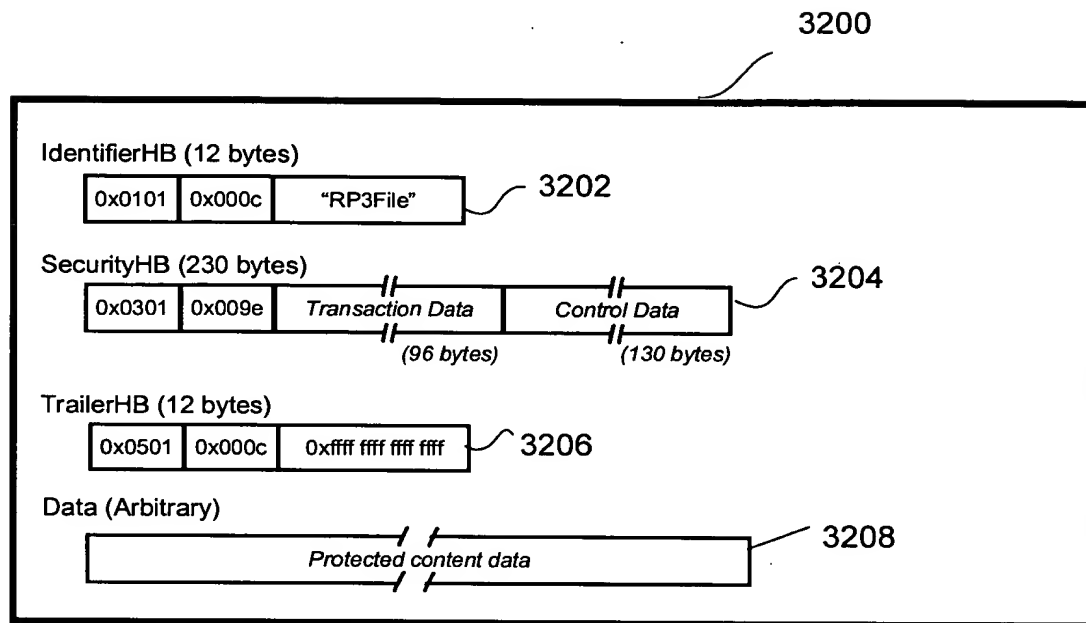 3200
IdentifierHB (12 bytes)
0x0101 0x000c “RP3File” 3202
SecurityHB (230 bytes)
0x0301 0x009e Transaction Data Control Data 3204
(96 bytes) (130 bytes)
TrailerHB (12 bytes)
0x0501 0x000c 0xffff ffff ffff ffff 3206
Data (Arbitrary)
Protected content data 3208